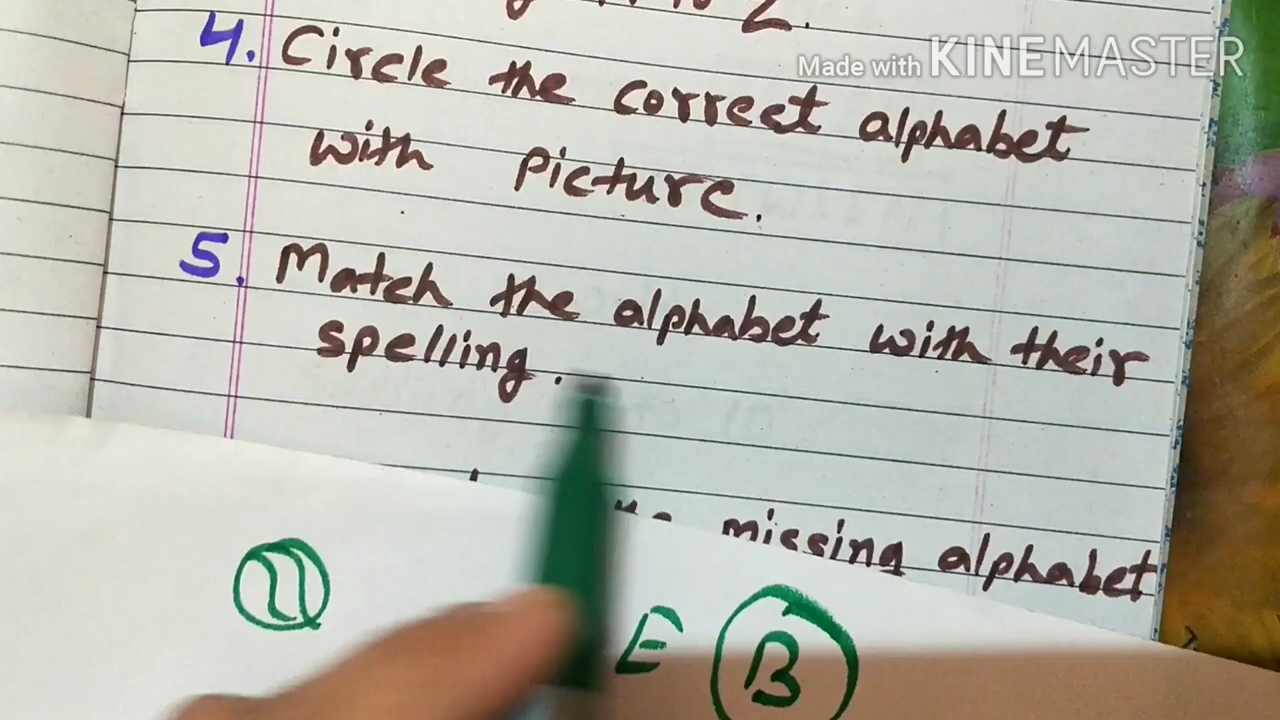 2.
Made with KINEMASTER
4. Circle the correct alphabet
with picture.
5. Match the alphabet with their
spelling.
missing alphabet
E B